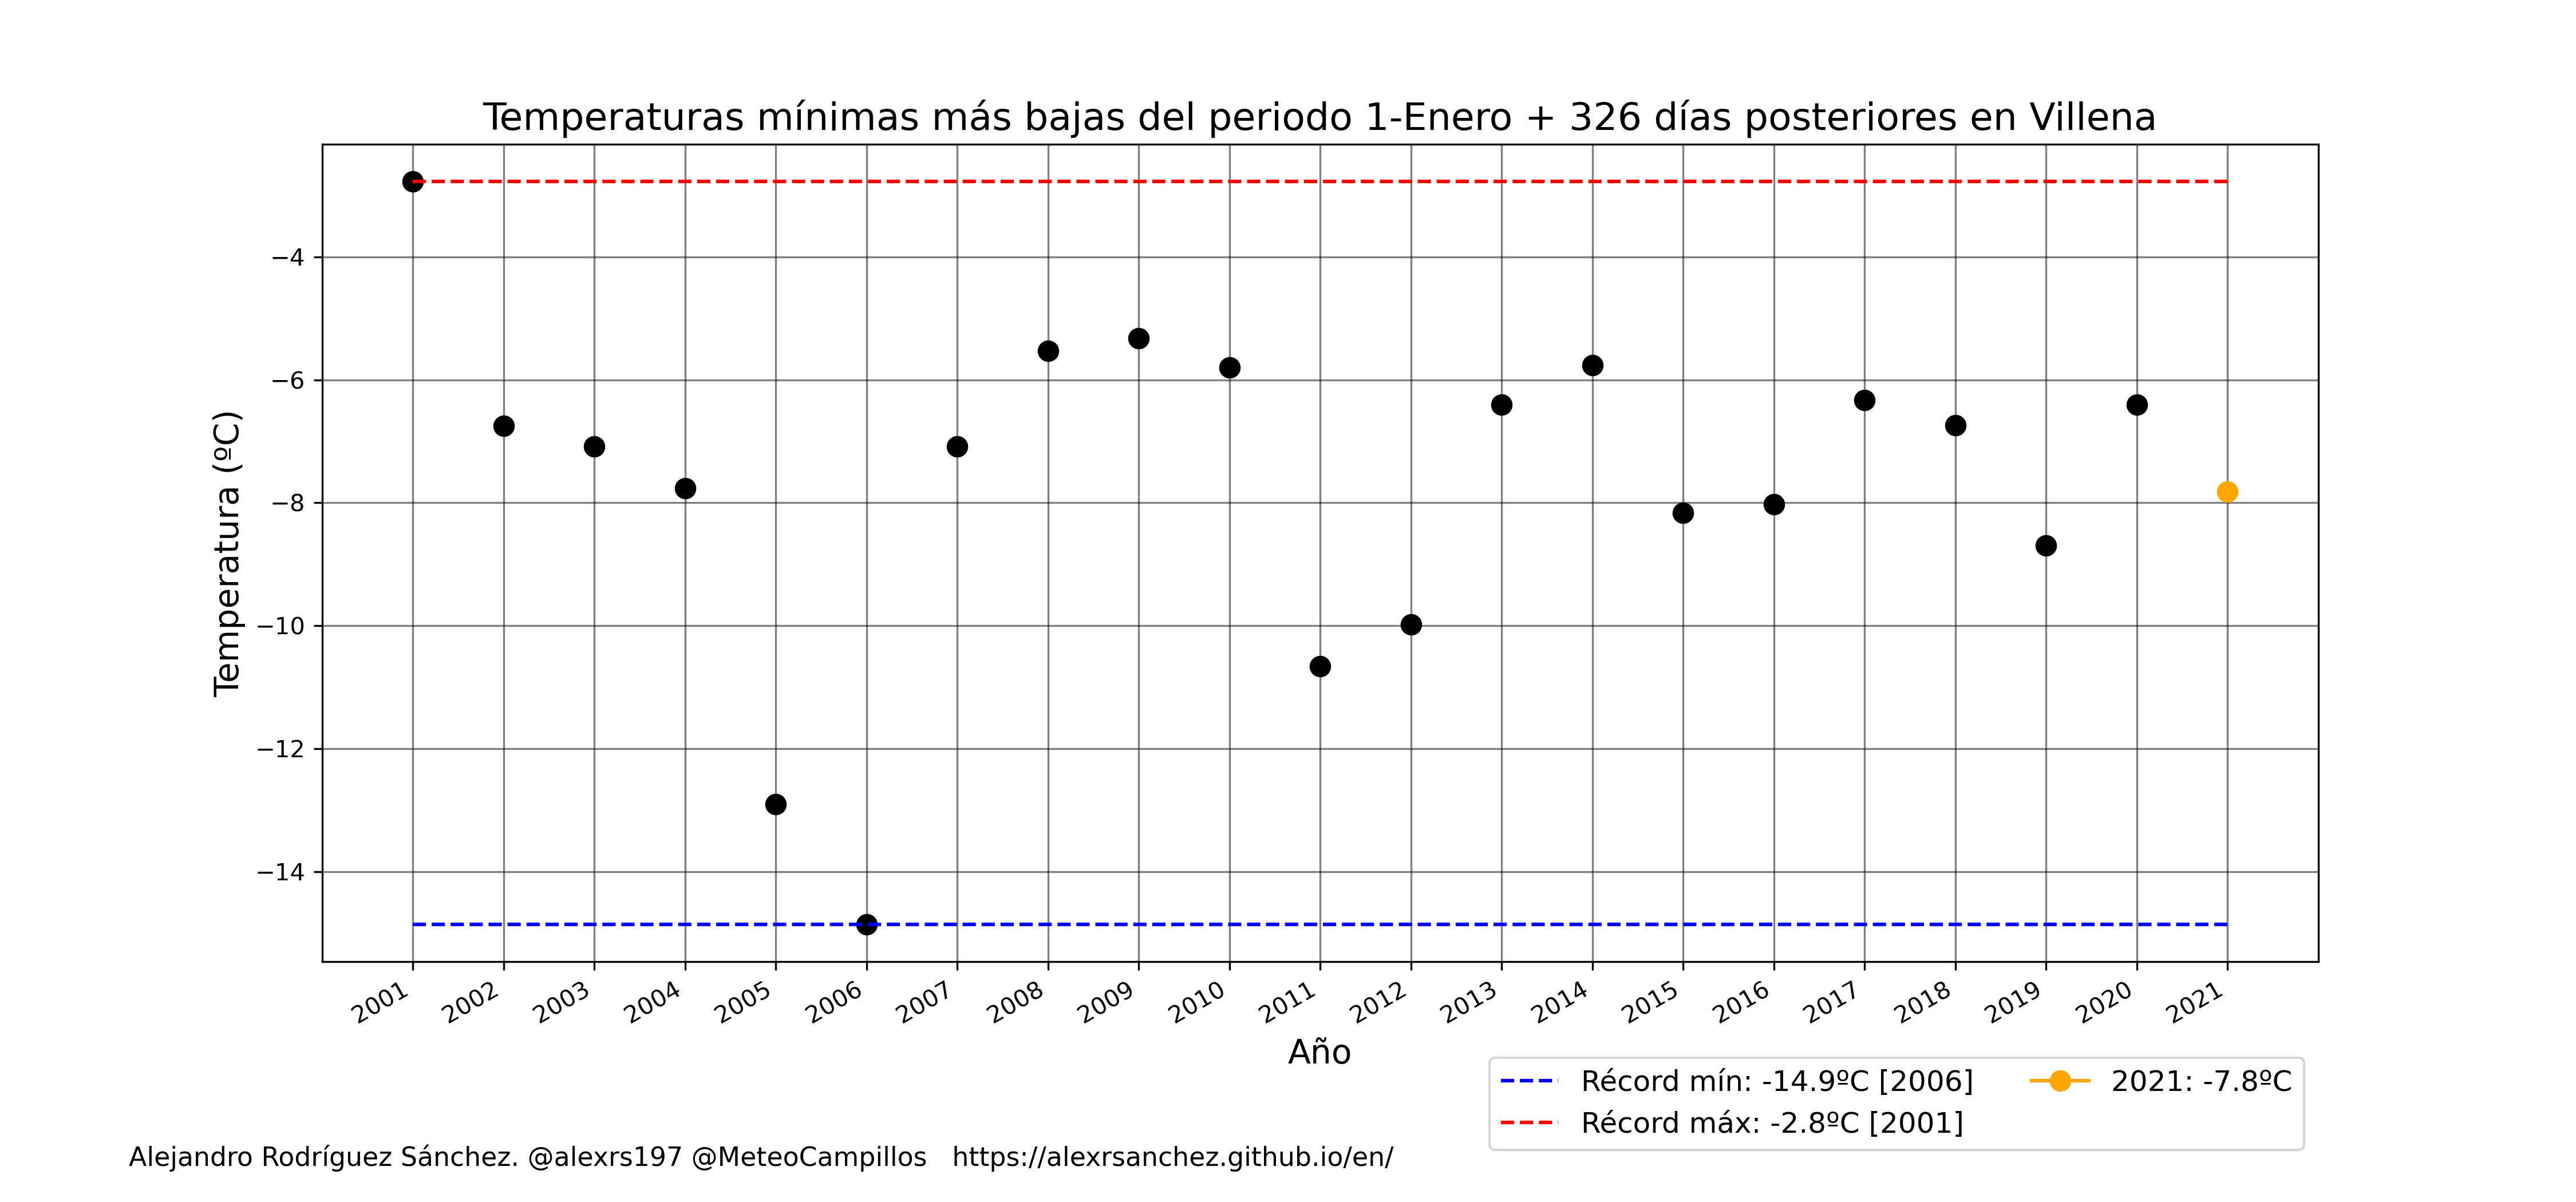 Temperaturas mínimas más bajas del periodo 1-Enero + 326 días posteriores en Villena
Temperatura (ºC)
−4
−6
−8
−10
−12
−14
2001 2002 2003 2004 2005 2006 2007 2008 2009 2010 2011 2012 2013 2014 2015 2016 2017 2018 2019 2020 2021
Año
Récord mín: -14.9ºC [2006]
Récord máx: -2.8ºC [2001]
2021: -7.8ºC
Alejandro Rodríguez Sánchez. @alexrs197 @MeteoCampillos https://alexrsanchez.github.io/en/